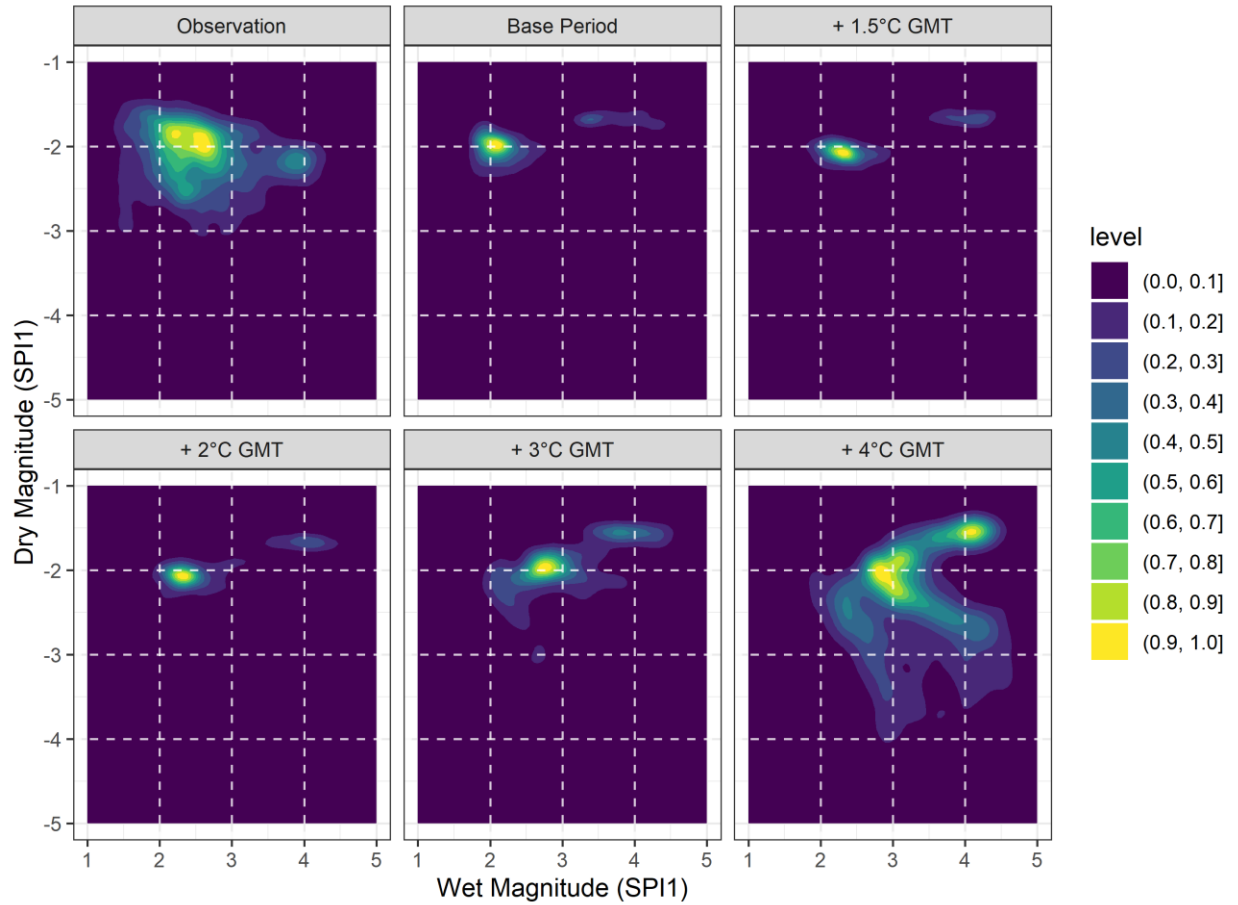 Observation
Base Period
+ 1.5°C GMT
-1
-2
-3
-4
-5
+ 2°C GMT
+ 3°C GMT
+ 4°C GMT
-1
-2
-3
-4
-5
1 2 3 4 5
1 2 3 4 5
1 2 3 4 5
Dry Magnitude (SPI1)
Wet Magnitude (SPI1)
level
(0.0, 0.1]
(0.1, 0.2]
(0.2, 0.3]
(0.3, 0.4]
(0.4, 0.5]
(0.5, 0.6]
(0.6, 0.7]
(0.7, 0.8]
(0.8, 0.9]
(0.9, 1.0]